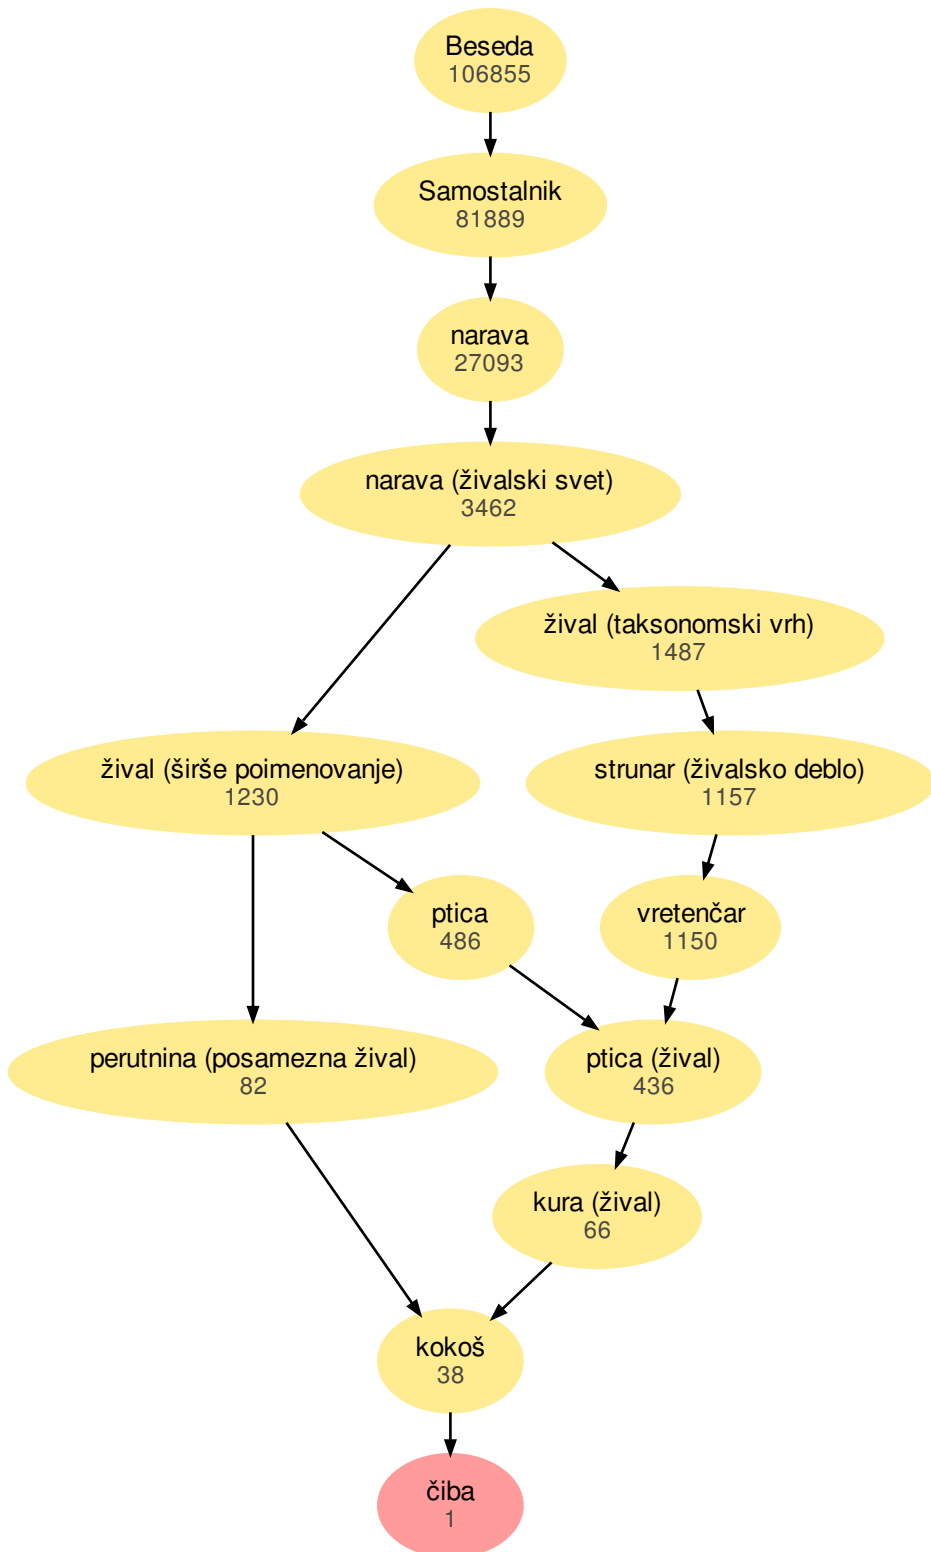 Beseda
106855
Samostalnik
81889
narava
27093
narava (živalski svet)
3462
žival (taksonomski vrh)
1487
žival (širše poimenovanje)
1230
strunar (živalsko deblo)
1157
ptica
486
vretenčar
1150
perutnina (posamezna žival)
82
ptica (žival)
436
kura (žival)
66
kokoš
38
čiba
1